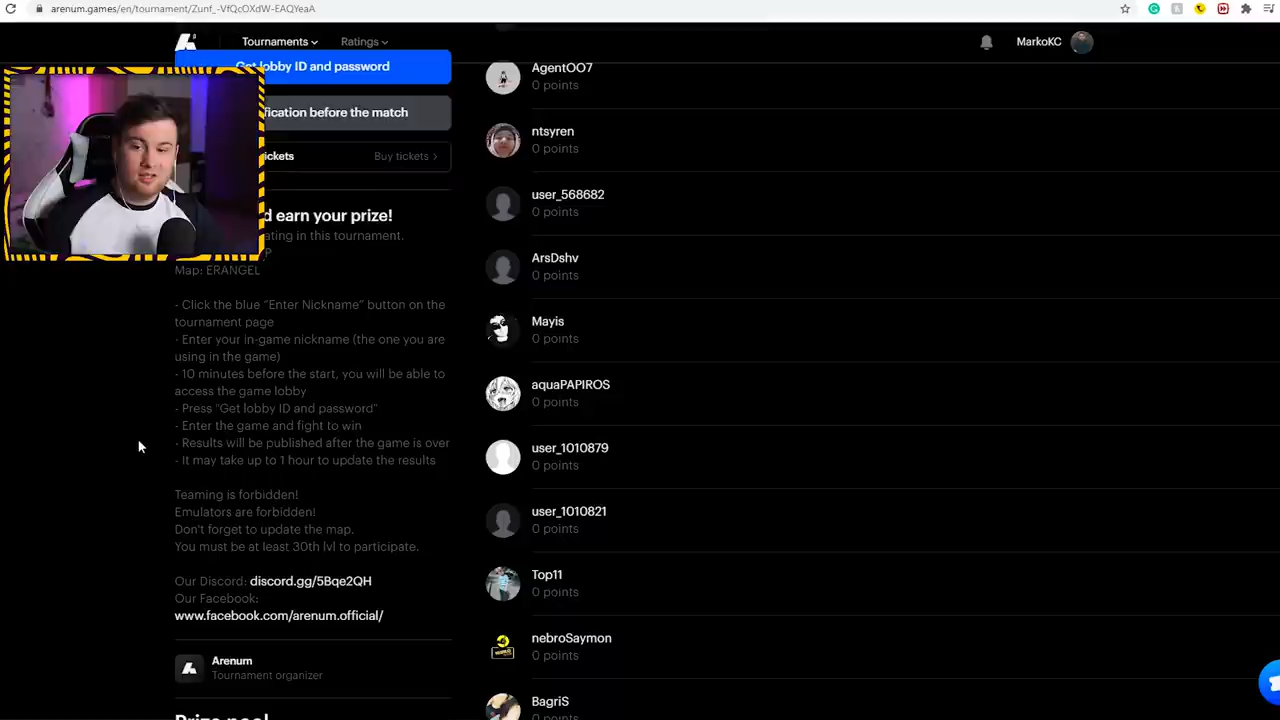 arenum.games/en/tournament/Zunf_-VfQcOXdW-EAQYeaA
Tournaments
Ratings
MarkoKC
Get lobby ID and password
fication before the match
ickets
Buy tickets
d earn your prize!
ating in this tournament.
P
Map: ERANGEL
- Click the blue “Enter Nickname” button on the
tournament page
- Enter your in-game nickname (the one you are
using in the game)
- 10 minutes before the start, you will be able to
access the game lobby
- Press "Get lobby ID and password"
- Enter the game and fight to win
- Results will be published after the game is over
- It may take up to 1 hour to update the results
Teaming is forbidden!
Emulators are forbidden!
Don't forget to update the map.
You must be at least 30th lvl to participate.
Our Discord: discord.gg/5Bqe2QH
Our Facebook:
www.facebook.com/arenum.official/
Arenum
Tournament organizer
Prize pool
AgentOO7
0 points
ntsyren
0 points
user_568682
0 points
ArsDshv
0 points
Mayis
0 points
aquaPAPIROS
0 points
user_1010879
0 points
user_1010821
0 points
Top11
0 points
nebroSaymon
0 points
BagriS
0 points